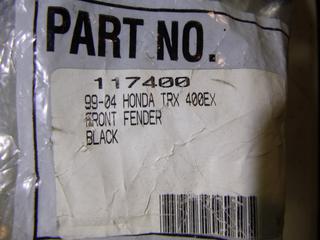 PART NO.
117400
99-04 HONDA TRX 400EX
FRONT FENDER
BLACK